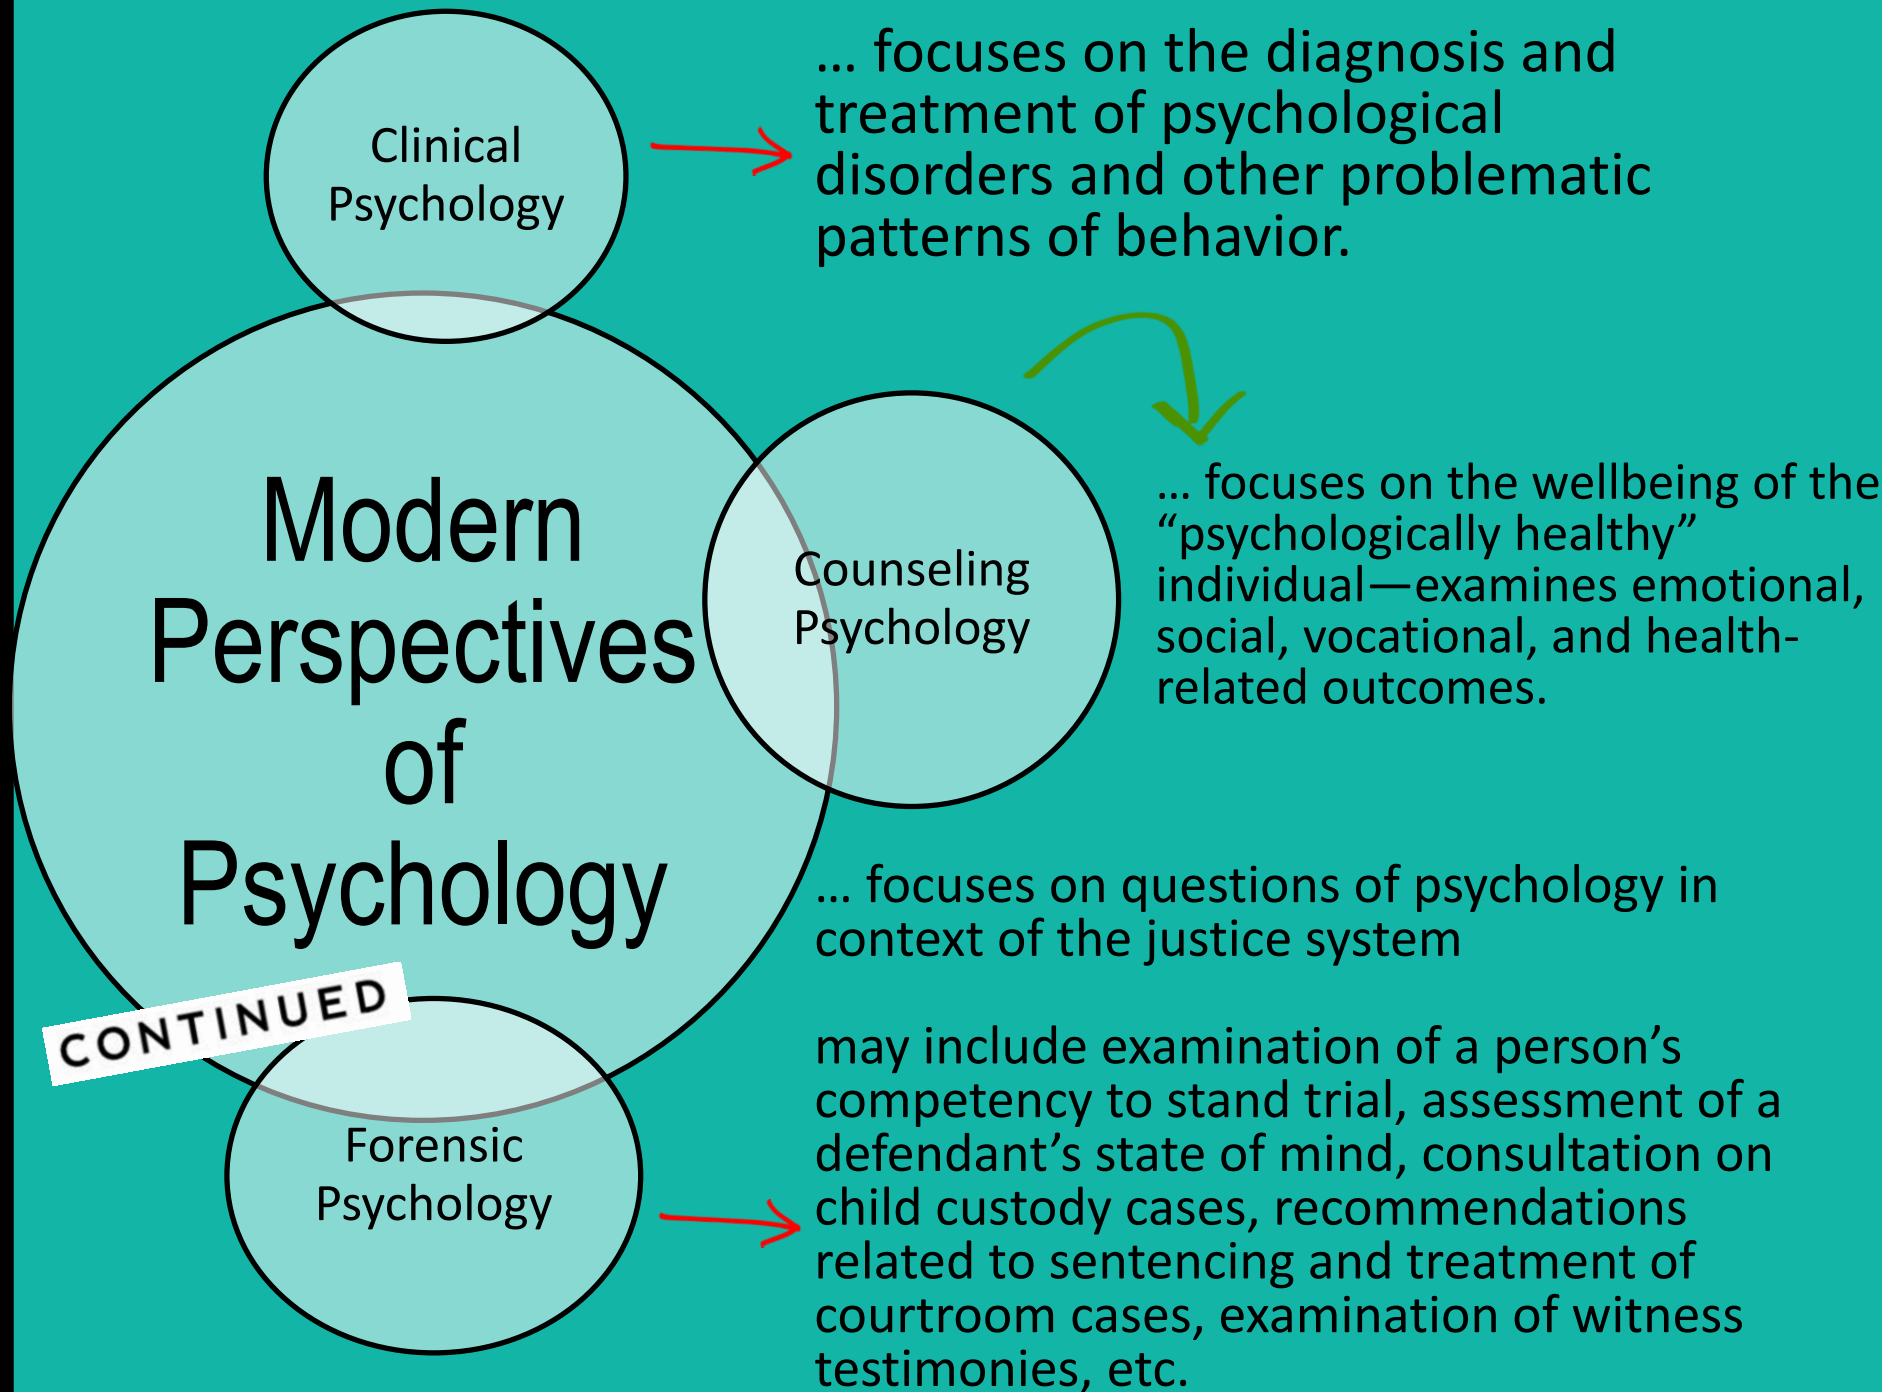 Clinical
Psychology
… focuses on the diagnosis and
treatment of psychological
disorders and other problematic
patterns of behavior.
Modern
Perspectives
of
Psychology
CONTINUED
Counseling
Psychology
… focuses on the wellbeing of the
“psychologically healthy”
individual—examines emotional,
social, vocational, and health-
related outcomes.
Forensic
Psychology
… focuses on questions of psychology in
context of the justice system
may include examination of a person’s
competency to stand trial, assessment of a
defendant’s state of mind, consultation on
child custody cases, recommendations
related to sentencing and treatment of
courtroom cases, examination of witness
testimonies, etc.